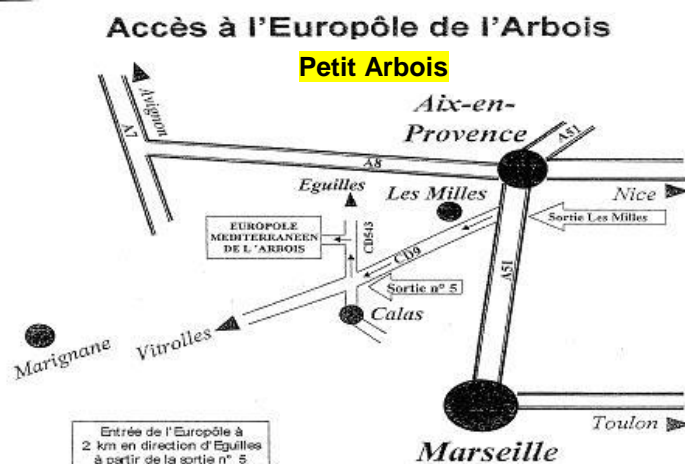 Accès à l'Europôle de l'Arbois
Petit Arbois
Aix-en-
Provence
A51
Avignon
A7
A8
Eguilles
Les Milles
Nice
Sortie Les Milles
EUROPOLE
MEDITERRANEEN
DE L'ARBOIS
CD543
CD9
A51
Sortie n° 5
Calas
Marignane
Vitrolles
Toulon
Marseille
Entrée de l'Europôle à
2 km en direction d'Eguilles
à partir de la sortie n° 5